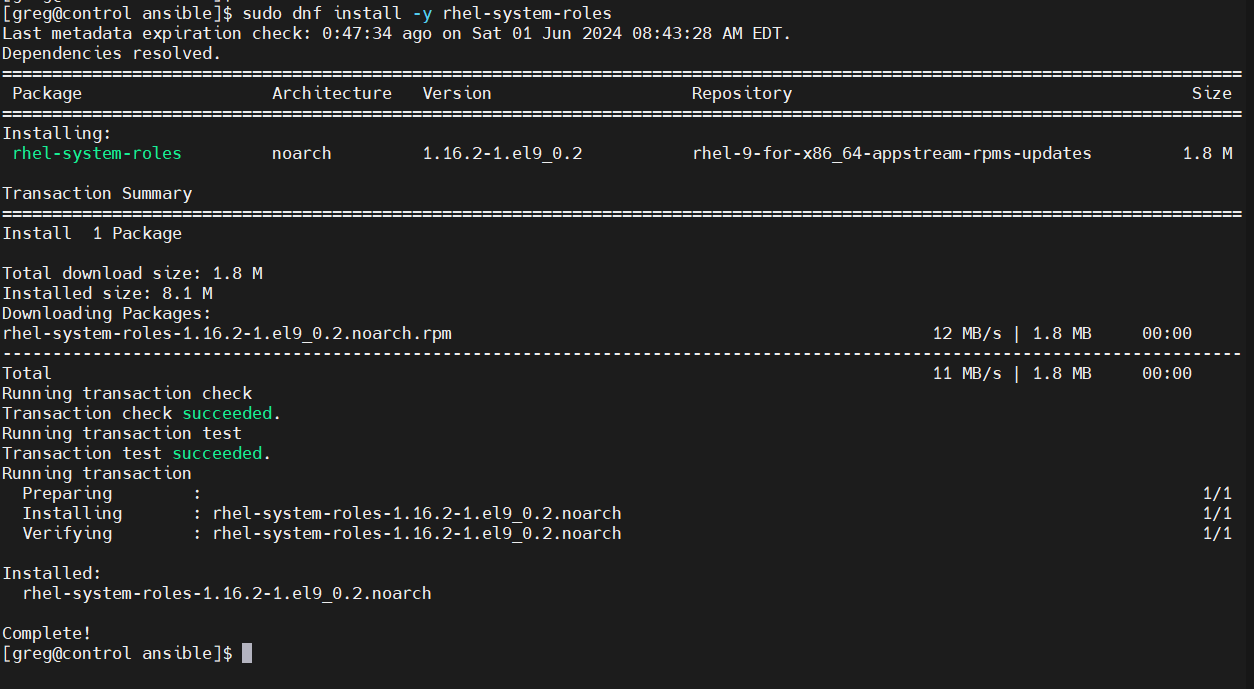 [greg@control ansible]$ sudo dnf install -y rhel-system-roles
Last metadata expiration check: 0:47:34 ago on Sat 01 Jun 2024 08:43:28 AM EDT.
Dependencies resolved.
================================================================================
Package Architecture Version Repository Size
================================================================================
Installing:
rhel-system-roles noarch 1.16.2-1.el9_0.2 rhel-9-for-x86_64-appstream-rpms-updates 1.8 M
Transaction Summary
================================================================================
Install 1 Package
Total download size: 1.8 M
Installed size: 8.1 M
Downloading Packages:
rhel-system-roles-1.16.2-1.el9_0.2.noarch.rpm 12 MB/s | 1.8 MB 00:00
--------------------------------------------------------------------------------
Total 11 MB/s | 1.8 MB 00:00
Running transaction check
Transaction check succeeded.
Running transaction test
Transaction test succeeded.
Running transaction
Preparing : 1/1
Installing : rhel-system-roles-1.16.2-1.el9_0.2.noarch 1/1
Verifying : rhel-system-roles-1.16.2-1.el9_0.2.noarch 1/1
Installed:
rhel-system-roles-1.16.2-1.el9_0.2.noarch
Complete!
[greg@control ansible]$